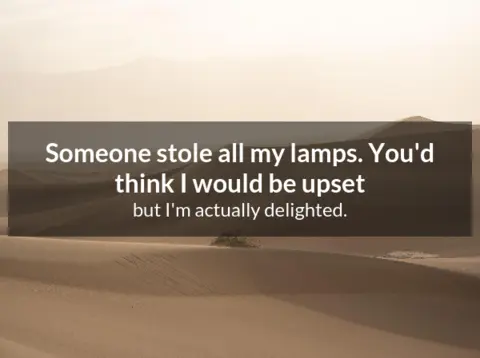 Someone stole all my lamps. You'd
think I would be upset
but I'm actually delighted.